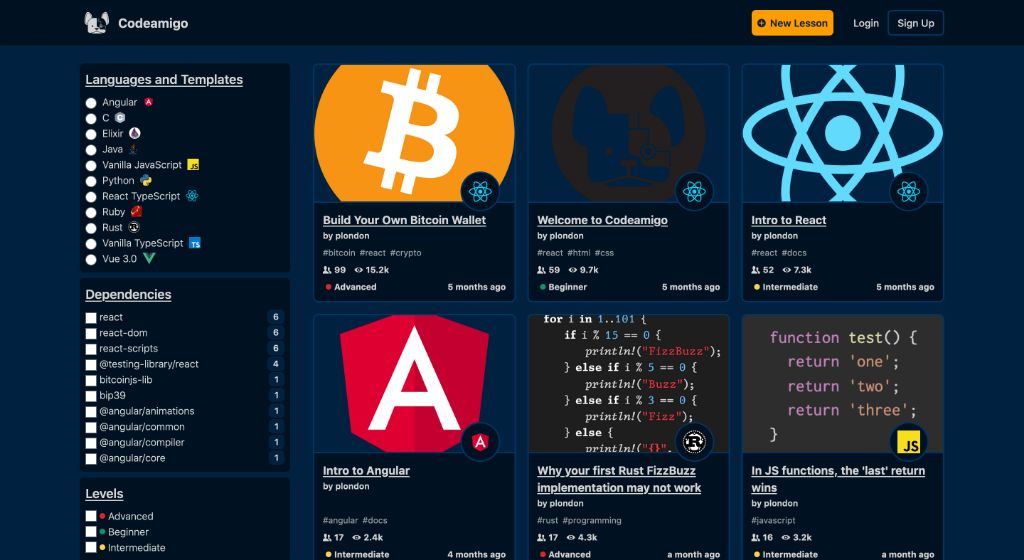 Codeamigo
New Lesson
Login
Sign Up
Languages and Templates
Angular
C
Elixir
Java
Vanilla JavaScript JS
Python
React TypeScript
Ruby
Rust
Vanilla TypeScript TS
Vue 3.0
Dependencies
react 6
react-dom 6
react-scripts 6
@testing-library/react 4
bitcoinjs-lib 1
bip39 1
@angular/animations 1
@angular/common 1
@angular/compiler 1
@angular/core 1
Levels
Advanced
Beginner
Intermediate
Build Your Own Bitcoin Wallet
by plondon
#bitcoin #react #crypto
99 15.2k
Advanced 5 months ago
Welcome to Codeamigo
by plondon
#react #html #css
59 9.7k
Beginner 5 months ago
Intro to React
by plondon
#react #docs
52 7.3k
Intermediate 5 months ago
A
Intro to Angular
by plondon
#angular #docs
17 2.4k
Intermediate 4 months ago
for i in 1..101 {
if i % 15 == 0 {
println!("FizzBuzz");
} else if i % 5 == 0 {
println!("Buzz");
} else if i % 3 == 0 {
println!("Fizz");
} else {
println!("{}",
Why your first Rust FizzBuzz
implementation may not work
by plondon
#rust #programming
17 4.3k
Advanced a month ago
function test() {
return 'one';
return 'two';
return 'three';
}
JS
In JS functions, the 'last' return
wins
by plondon
#javascript
16 3.2k
Intermediate a month ago